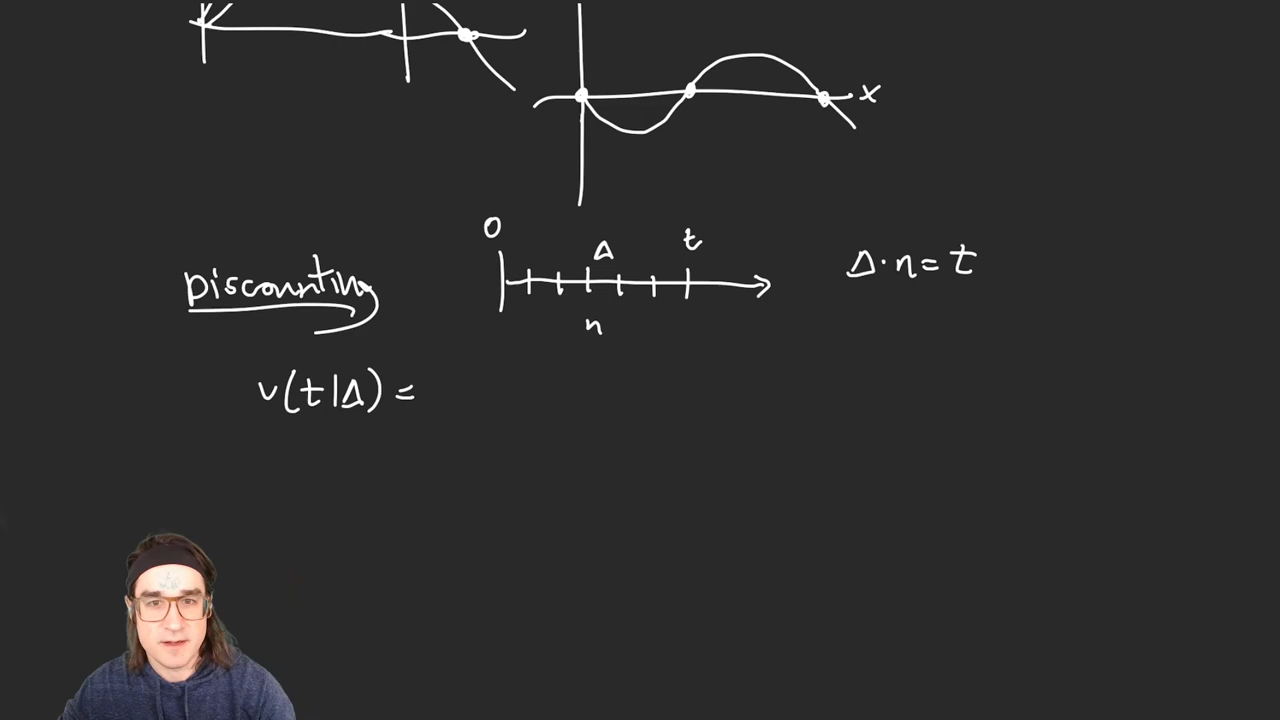 x
0
Δ
t
Δ·n = t
Discounting
n
v(t|Δ) =